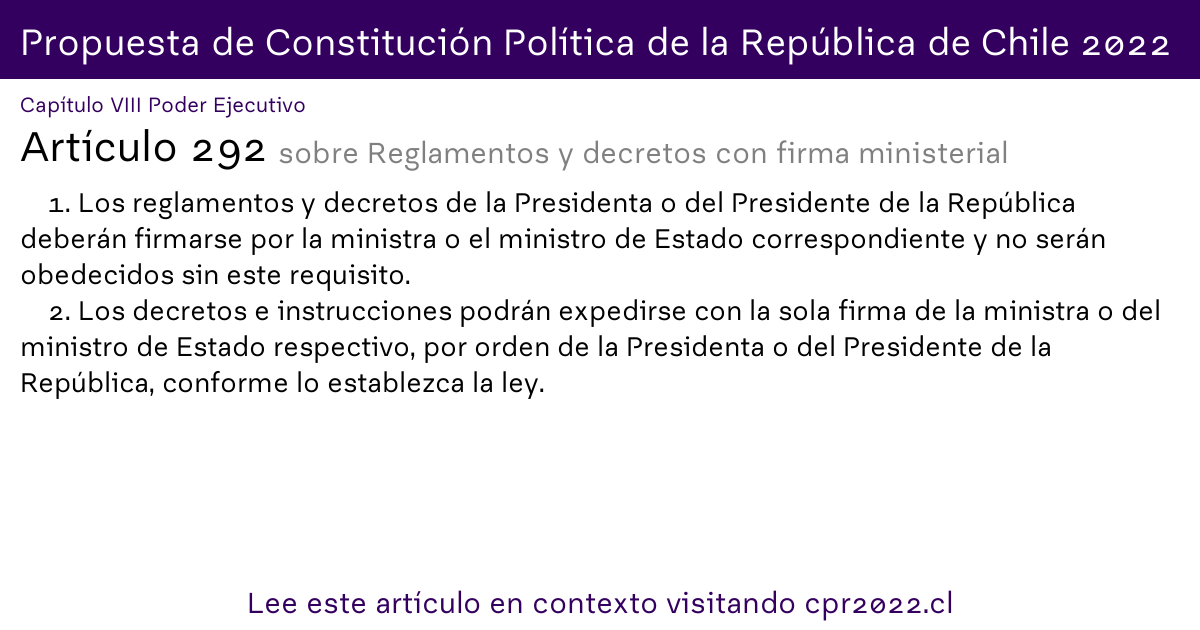 Propuesta de Constitución Política de la República de Chile 2022
Capítulo VIII Poder Ejecutivo
Artículo 292 sobre Reglamentos y decretos con firma ministerial
1. Los reglamentos y decretos de la Presidenta o del Presidente de la República
deberán firmarse por la ministra o el ministro de Estado correspondiente y no serán
obedecidos sin este requisito.
2. Los decretos e instrucciones podrán expedirse con la sola firma de la ministra o del
ministro de Estado respectivo, por orden de la Presidenta o del Presidente de la
República, conforme lo establezca la ley.
Lee este artículo en contexto visitando cpr2022.cl